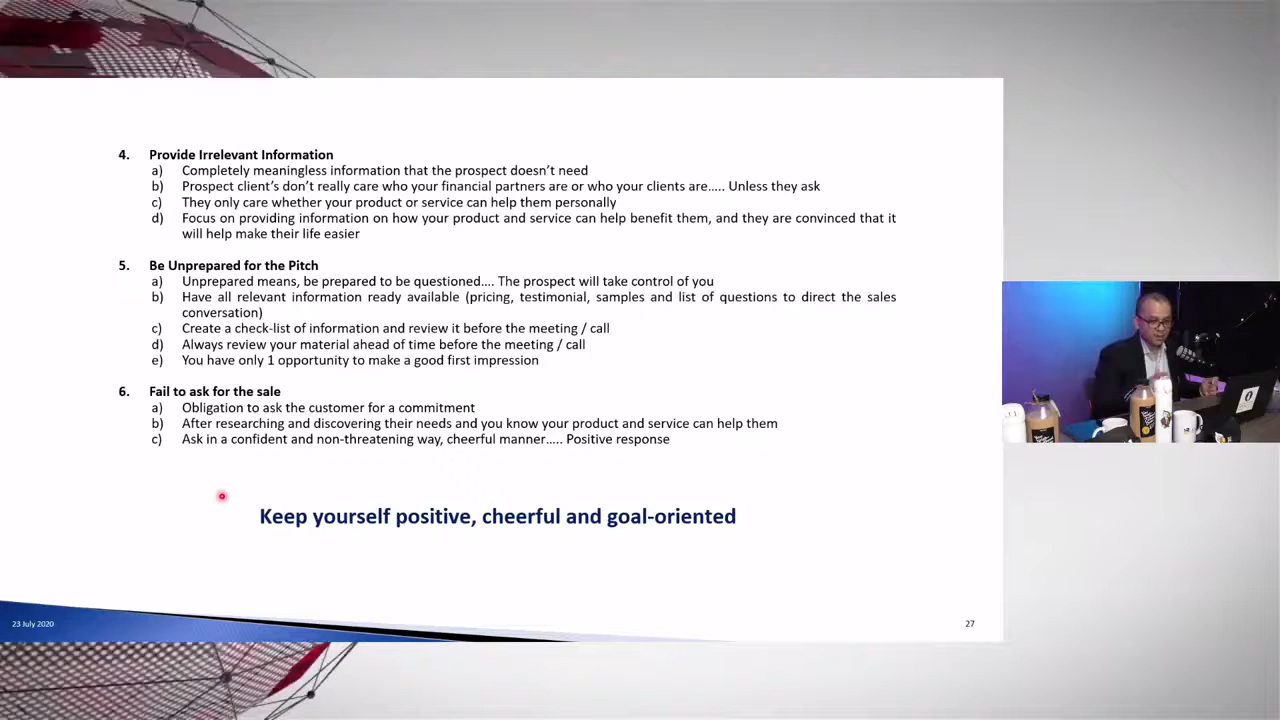 4. Provide Irrelevant Information
a) Completely meaningless information that the prospect doesn't need
b) Prospect client's don't really care who your financial partners are or who your clients are….. Unless they ask
c) They only care whether your product or service can help them personally
d) Focus on providing information on how your product and service can help benefit them, and they are convinced that it
will help make their life easier
5. Be Unprepared for the Pitch
a) Unprepared means, be prepared to be questioned…. The prospect will take control of you
b) Have all relevant information ready available (pricing, testimonial, samples and list of questions to direct the sales
conversation)
c) Create a check-list of information and review it before the meeting / call
d) Always review your material ahead of time before the meeting / call
e) You have only 1 opportunity to make a good first impression
6. Fail to ask for the sale
a) Obligation to ask the customer for a commitment
b) After researching and discovering their needs and you know your product and service can help them
c) Ask in a confident and non-threatening way, cheerful manner….. Positive response
Keep yourself positive, cheerful and goal-oriented
23 July 2020
27